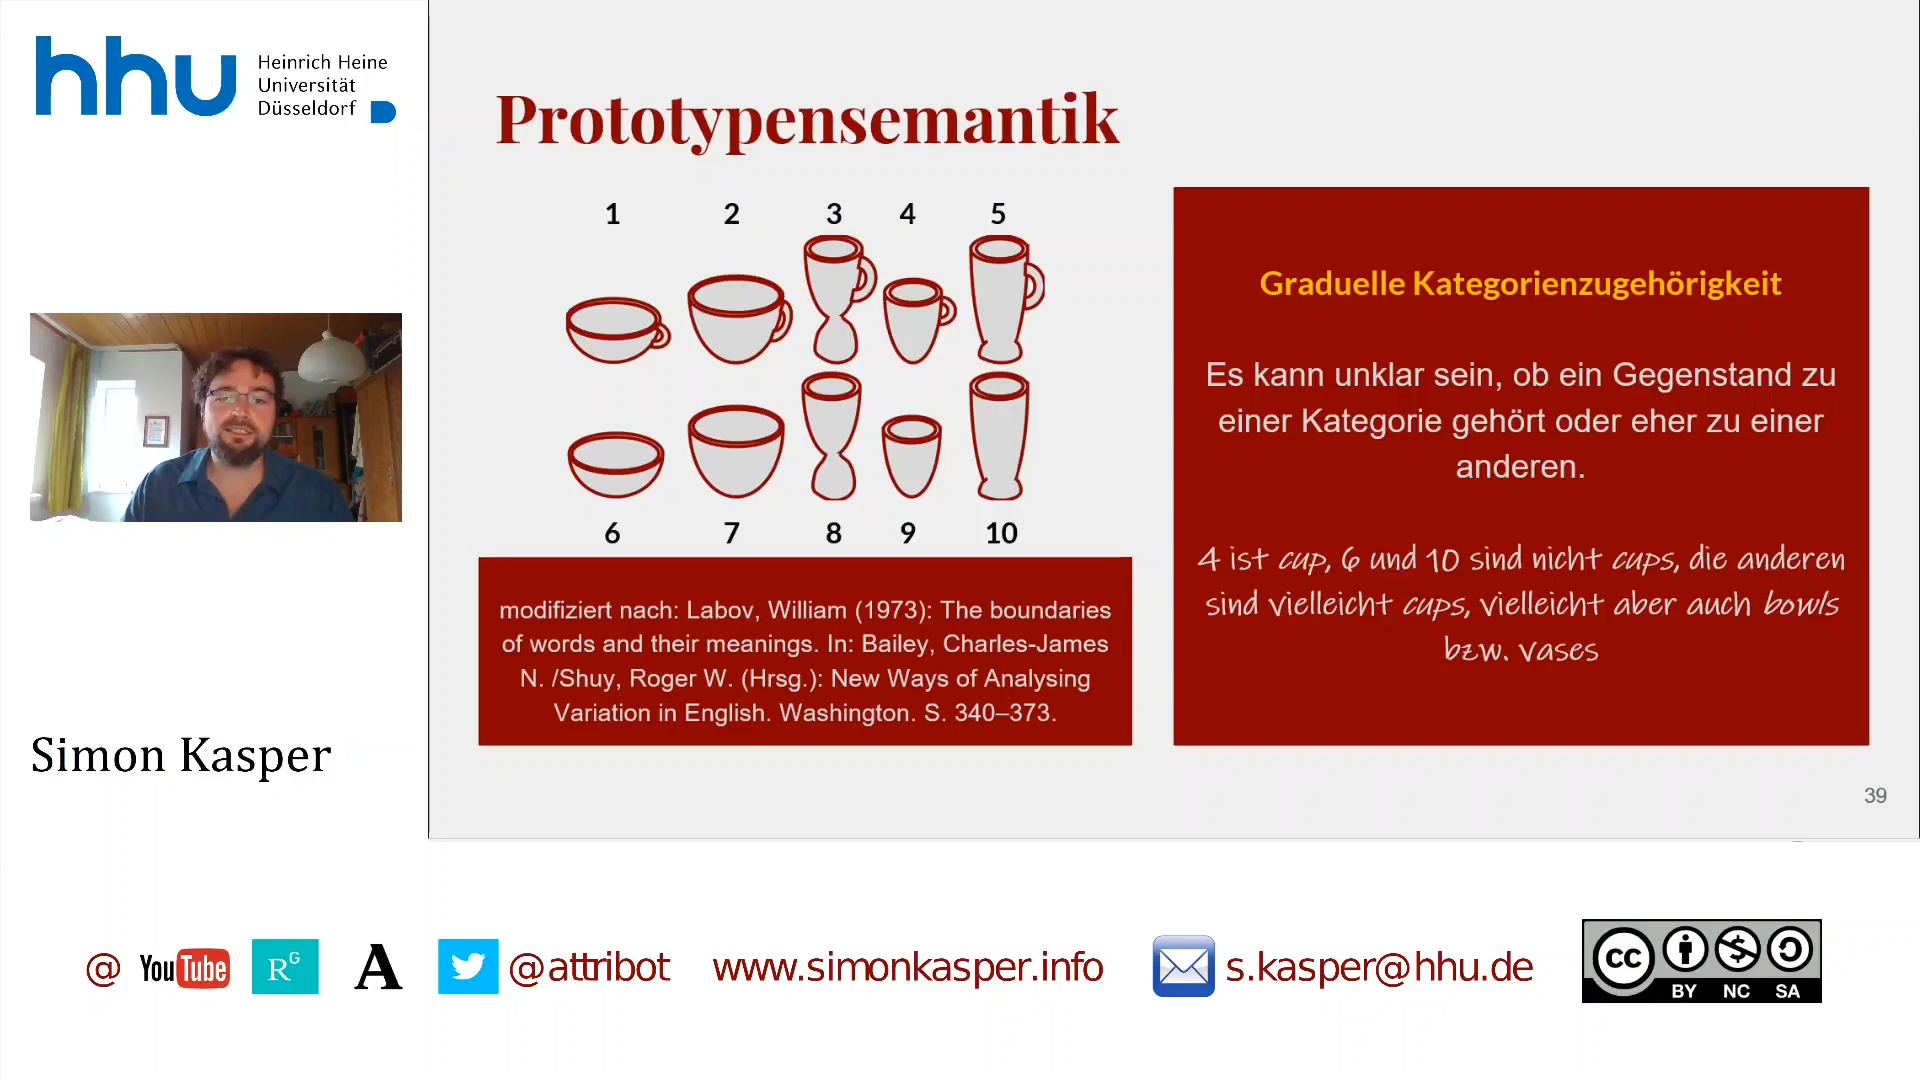 hhu Heinrich Heine
Universität
Düsseldorf
Prototypensemantik
1 2 3 4 5
6 7 8 9 10
modifiziert nach: Labov, William (1973): The boundaries
of words and their meanings. In: Bailey, Charles-James
N. /Shuy, Roger W. (Hrsg.): New Ways of Analysing
Variation in English. Washington. S. 340–373.
Graduelle Kategorienzugehörigkeit
Es kann unklar sein, ob ein Gegenstand zu
einer Kategorie gehört oder eher zu einer
anderen.
4 ist cup, 6 und 10 sind nicht cups, die anderen
sind vielleicht cups, vielleicht aber auch bowls
bzw. vases
39
Simon Kasper
@ YouTube RG A @attribot www.simonkasper.info s.kasper@hhu.de cc
BY NC SA